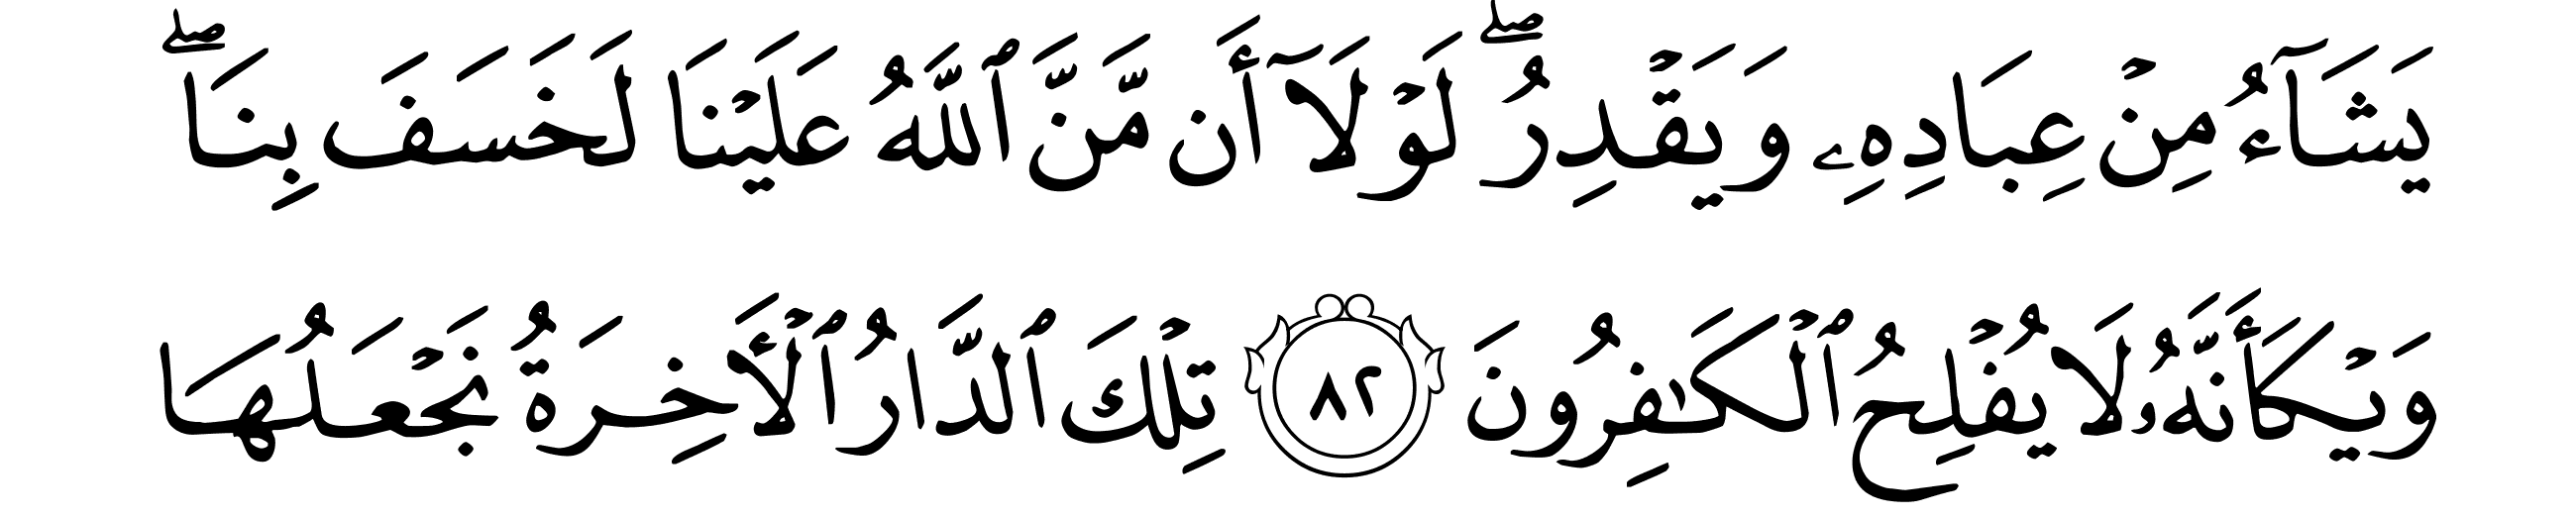 يَشَآءُ مِنْ عِبَادِهِۦ وَيَقْدِرُ ۖ لَوْلَآ أَن مَّنَّ ٱللَّهُ عَلَيْنَا لَخَسَفَ بِنَا ۖ
وَيْكَأَنَّهُۥ لَا يُفْلِحُ ٱلْكَـٰفِرُونَ ٨٢ تِلْكَ ٱلدَّارُ ٱلْأَخِرَةُ نَجْعَلُهَا